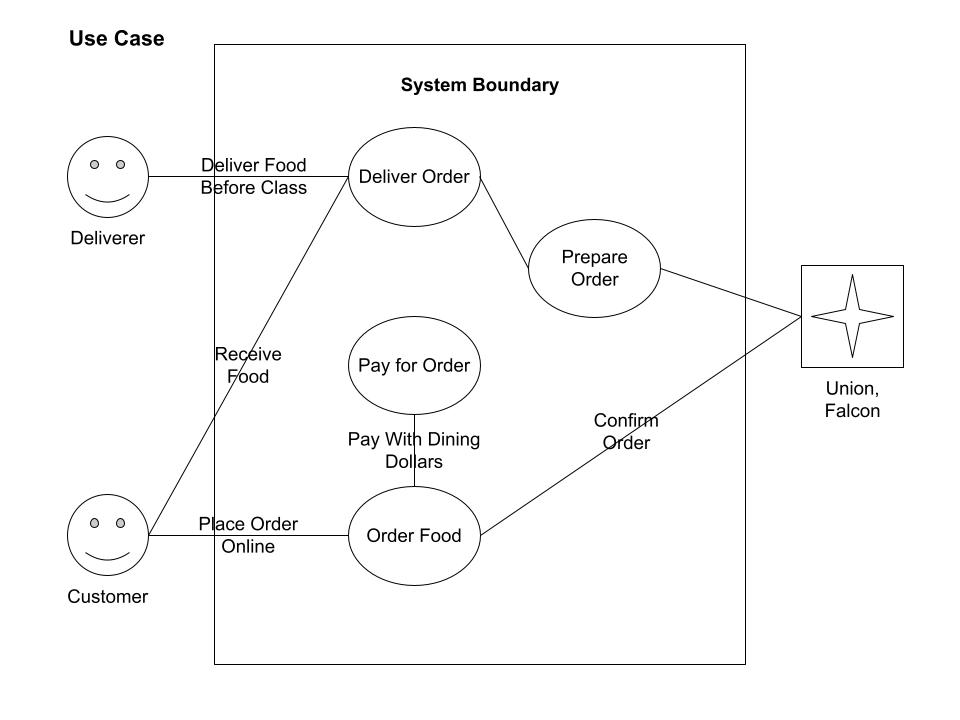 Use Case
System Boundary
Deliver Food
Before Class
Deliver Order
Deliverer
Prepare
Order
Receive
Food
Pay for Order
Union,
Falcon
Pay With Dining
Dollars
Confirm
Order
Place Order
Online
Order Food
Customer